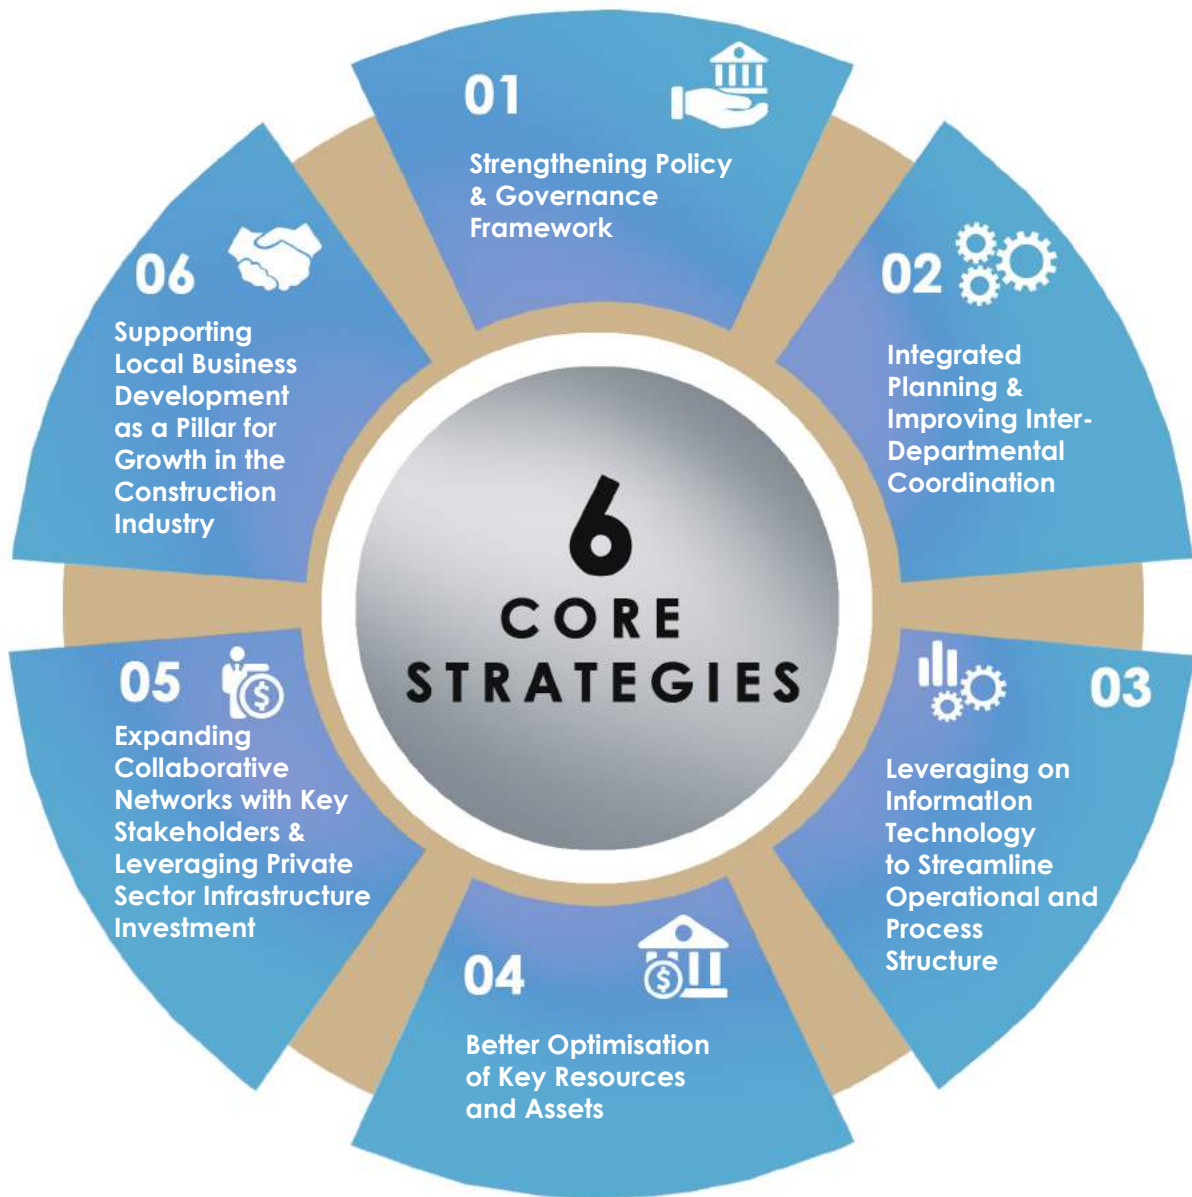 01
Strengthening Policy
& Governance
Framework
02
Integrated
Planning &
Improving Inter-
Departmental
Coordination
03
Leveraging on
InformatIon
Technology
to Streamline
Operational and
Process
Structure
04
Better Optimisation
of Key Resources
and Assets
05
Expanding
Collaborative
Networks with Key
Stakeholders &
Leveraging Private
Sector Infrastructure
Investment
06
Supporting
Local Business
Development
as a Pillar for
Growth in the
Construction
Industry
6
CORE
STRATEGIES
$
$